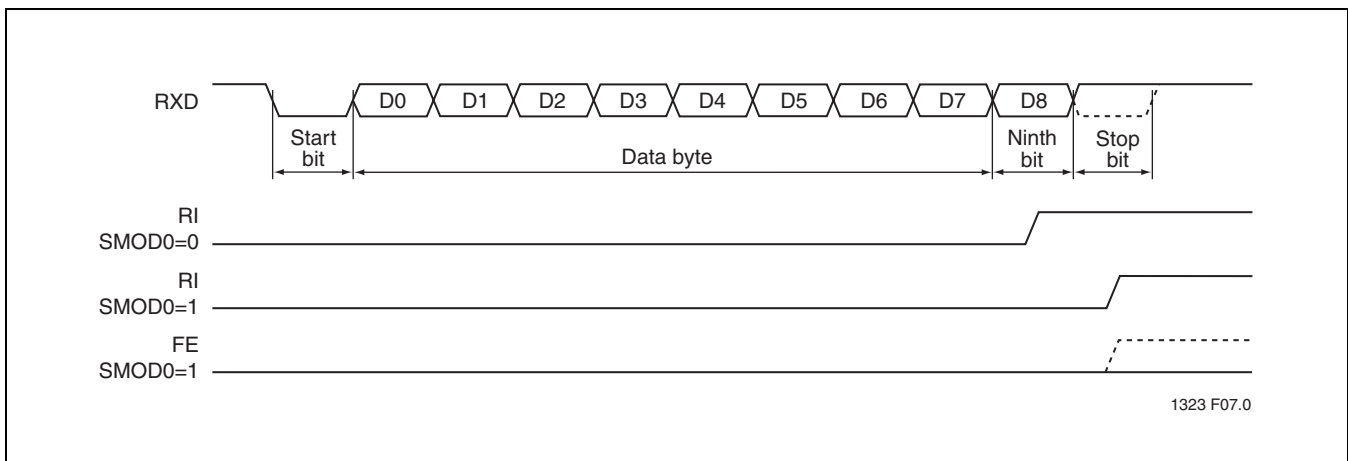 RXD
D0 D1 D2 D3 D4 D5 D6 D7 D8
Start
bit
Data byte
Ninth
bit
Stop
bit
RI
SMOD0=0
RI
SMOD0=1
FE
SMOD0=1
1323 F07.0